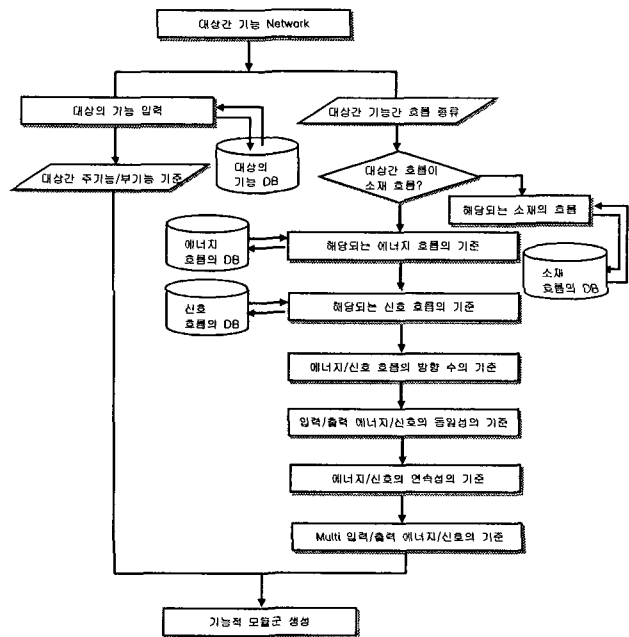 대상간 기능 Network
대상의 기능 입력
대상간 기능간 흐름 종류
대상의
기능 DB
대상간 주기능/부기능 기준
대상간 흐름이
소재 흐름?
해당되는 소재의 흐름
에너지
흐름의 DB
해당되는 에너지 흐름의 기준
소재
흐름의 DB
신호
흐름의 DB
해당되는 신호 흐름의 기준
에너지/신호 흐름의 방향 수의 기준
입력/출력 에너지/신호의 동일성의 기준
에너지/신호의 연속성의 기준
Multi 입력/출력 에너지/신호의 기준
기능적 모듈군 생성